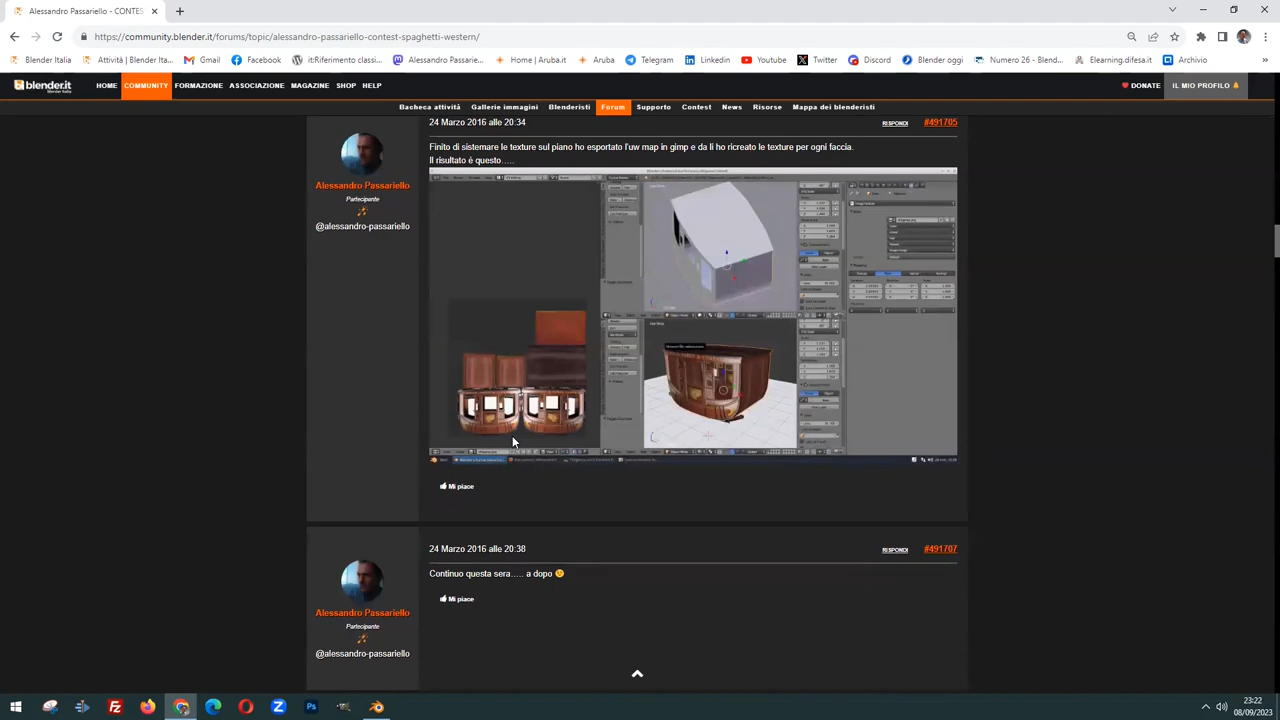 Alessandro Passariello - CONTES
https://community.blender.it/forums/topic/alessandro-passariello-contest-spaghetti-western/
Blender Italia
Attività | Blender Ital...
Gmail
Facebook
it:Riferimento classi...
Alessandro Passarie...
Home | Aruba.it
Aruba
Telegram
Linkedin
Youtube
Twitter
Discord
Blender oggi
Numero 26 - Blend...
Elearning.difesa.it
Archivio
blender.it
Blender Italia
HOME
COMMUNITY
FORMAZIONE
ASSOCIAZIONE
MAGAZINE
SHOP
HELP
DONATE
IL MIO PROFILO
Bacheca attività
Gallerie immagini
Blenderisti
Forum
Supporto
Contest
News
Risorse
Mappa dei blenderisti
24 Marzo 2016 alle 20:34
RISPONDI
#491705
Alessandro Passariello
Partecipante
@alessandro-passariello
Finito di sistemare le texture sul piano ho esportato l'uw map in gimp e da li ho ricreato le texture per ogni faccia.
Il risultato è questo.....
Mi piace
24 Marzo 2016 alle 20:38
RISPONDI
#491707
Alessandro Passariello
Partecipante
@alessandro-passariello
Continuo questa sera..... a dopo
Mi piace
23:22
08/09/2023